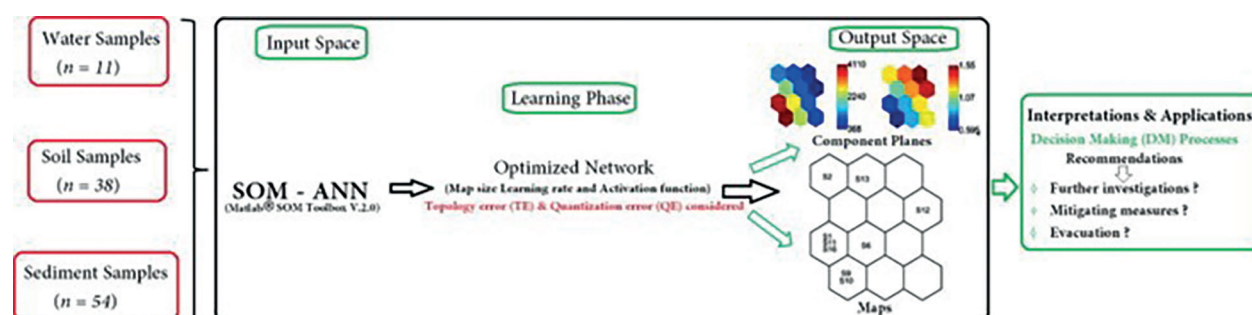 Water Samples
(n = 11)
Soil Samples
(n = 38)
Sediment Samples
(n = 54)
Input Space
SOM - ANN
(Matlab® SOM Toolbox V.2.0)
Learning Phase
Optimized Network
(Map size Learning rate and Activation function)
Topology error (TE) & Quantization error (QE) considered
Output Space
4110
2240
368
1.55
1.07
0.595
Component Planes
S2
S13
S12
S6
S9
S10
Maps
Interpretations & Applications
Decision Making (DM) Processes
Recommendations
Further investigations ?
Mitigating measures ?
Evacuation ?